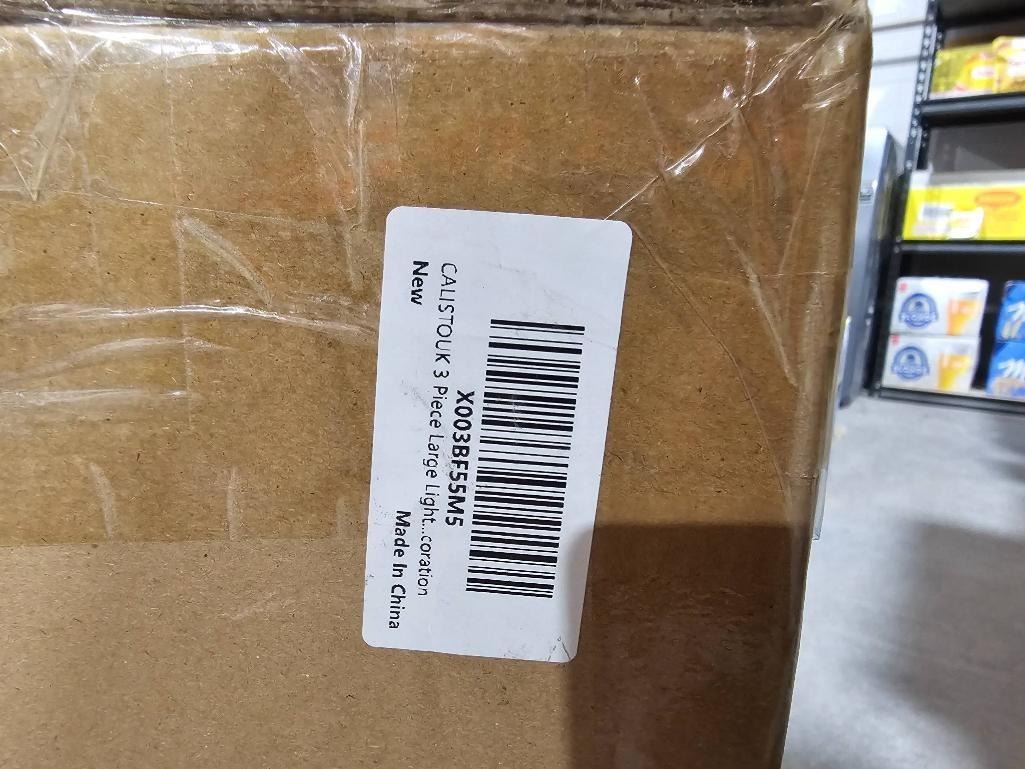 X003BF55M5
CALISTOUK 3 Piece Large Light...coration
New
Made In China